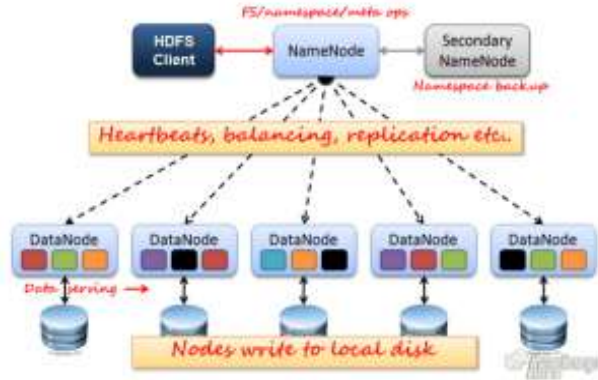 FS/namespace/meta ops
HDFS
Client
NameNode
Secondary
NameNode
Namespace backup
Heartbeats, balancing, replication etc..
DataNode
DataNode
DataNode
DataNode
DataNode
Data serving
Nodes write to local disk